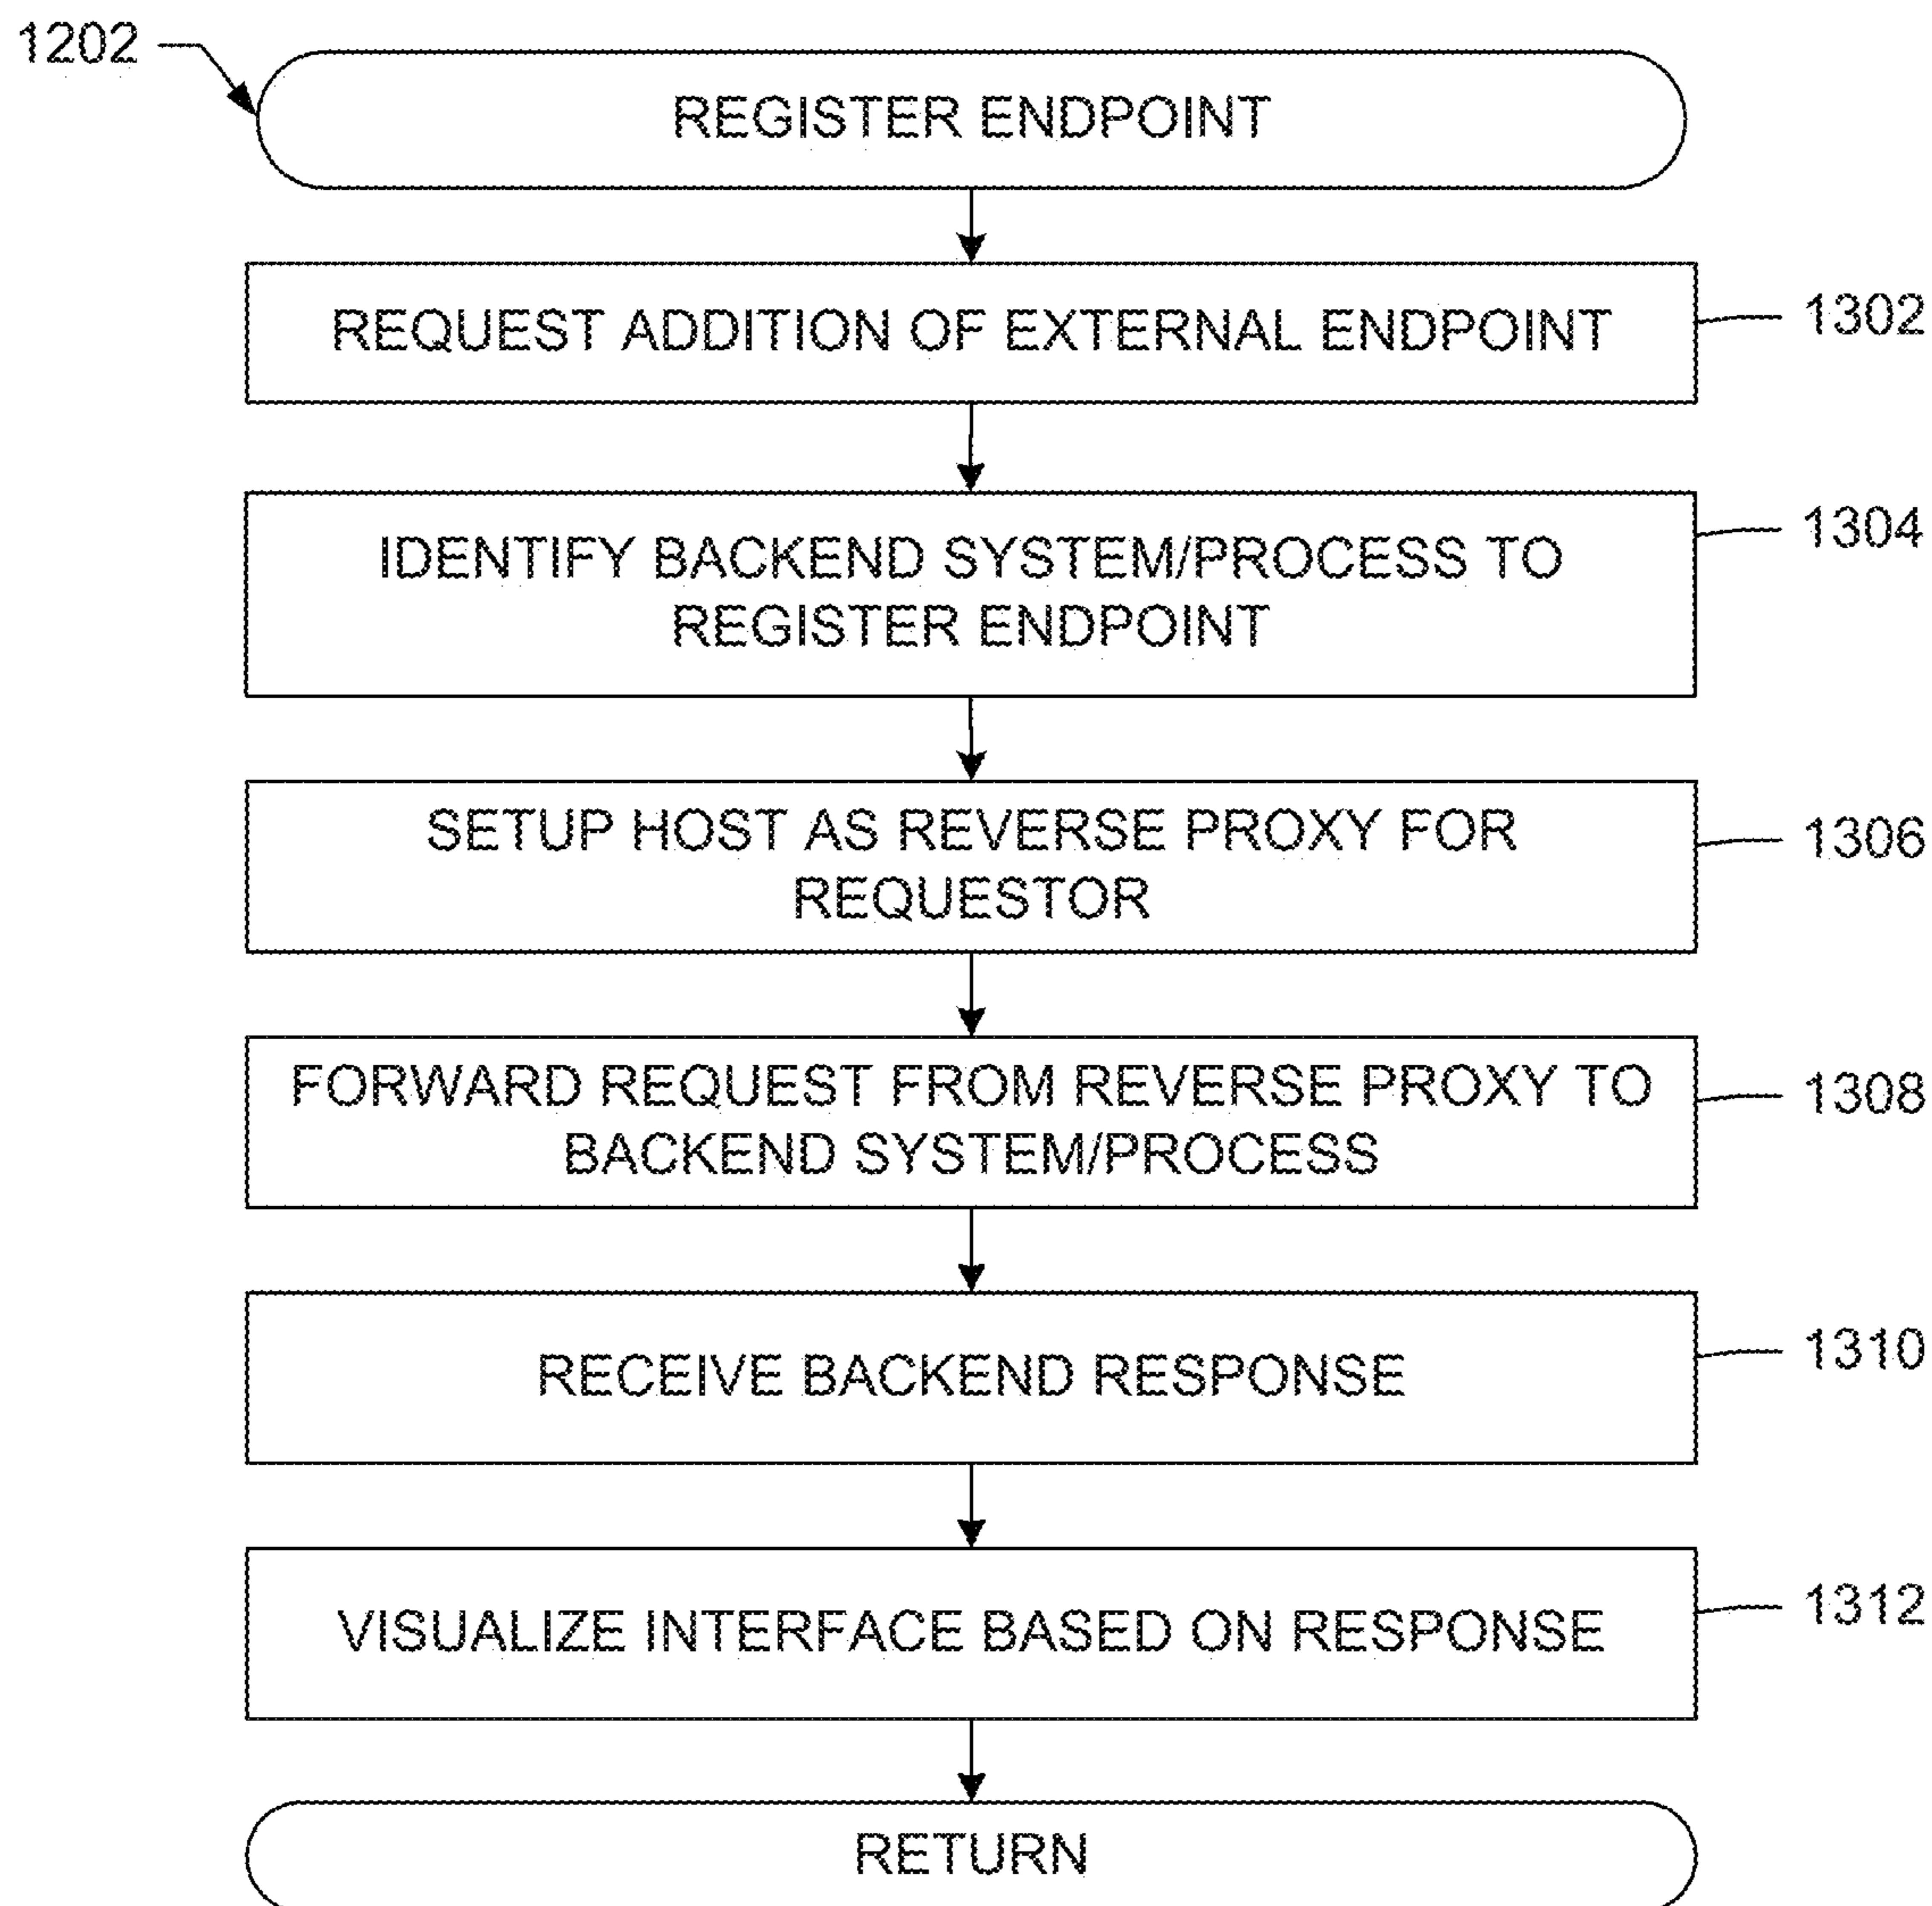 1202
REGISTER ENDPOINT
REQUEST ADDITION OF EXTERNAL ENDPOINT
1302
IDENTIFY BACKEND SYSTEM/PROCESS TO
REGISTER ENDPOINT
1304
SETUP HOST AS REVERSE PROXY FOR
REQUESTOR
1306
FORWARD REQUEST FROM REVERSE PROXY TO
BACKEND SYSTEM/PROCESS
1308
RECEIVE BACKEND RESPONSE
1310
VISUALIZE INTERFACE BASED ON RESPONSE
1312
RETURN